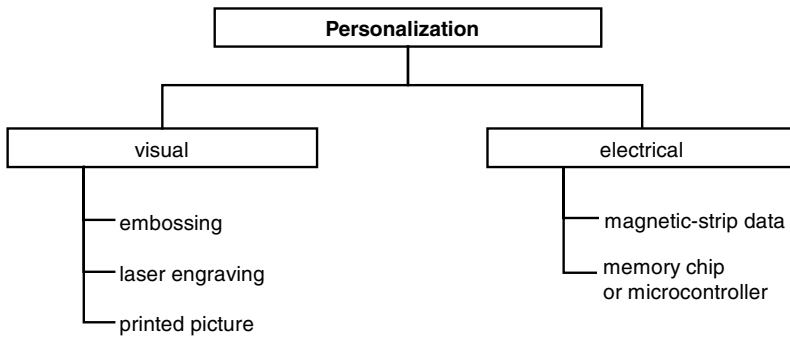 Personalization
visual
electrical
embossing
laser engraving
printed picture
magnetic-strip data
memory chip
or microcontroller